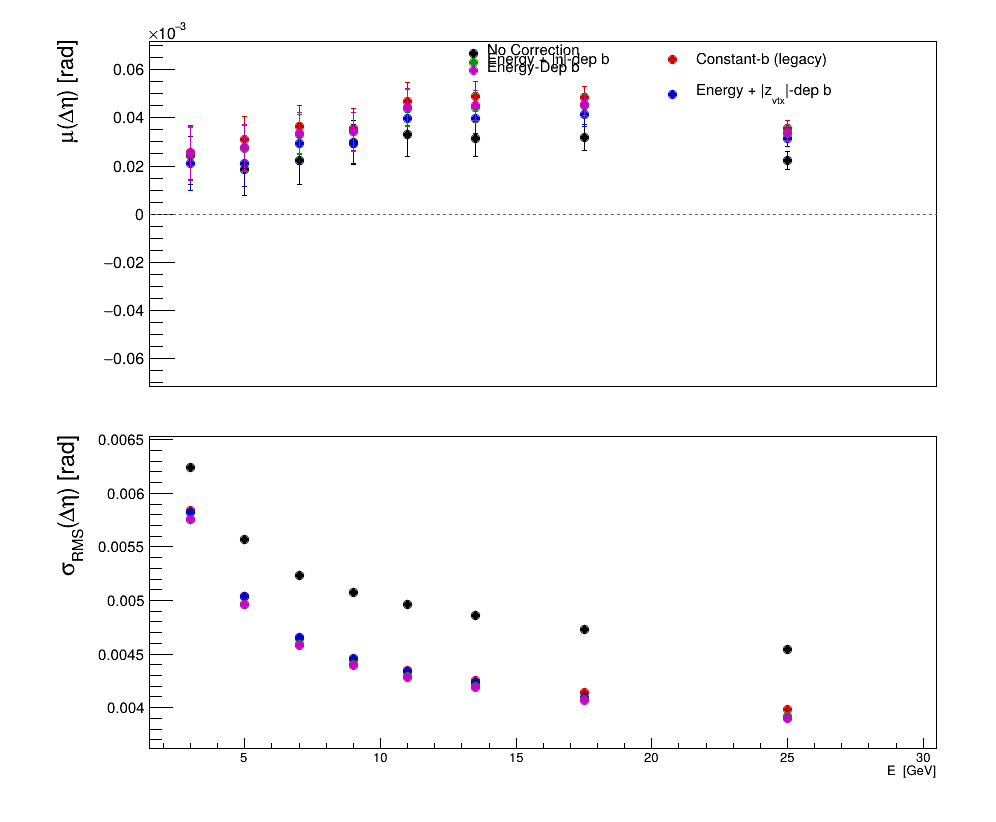 ×10⁻³
μ(Δη) [rad]
0.06
0.04
0.02
0
−0.02
−0.04
−0.06
No Correction
Energy + |η|-dep b
Energy-Dep b
Constant-b (legacy)
Energy + |z_vtx|-dep b
σ_RMS(Δη) [rad]
0.0065
0.006
0.0055
0.005
0.0045
0.004
5 10 15 20 25 30
E [GeV]